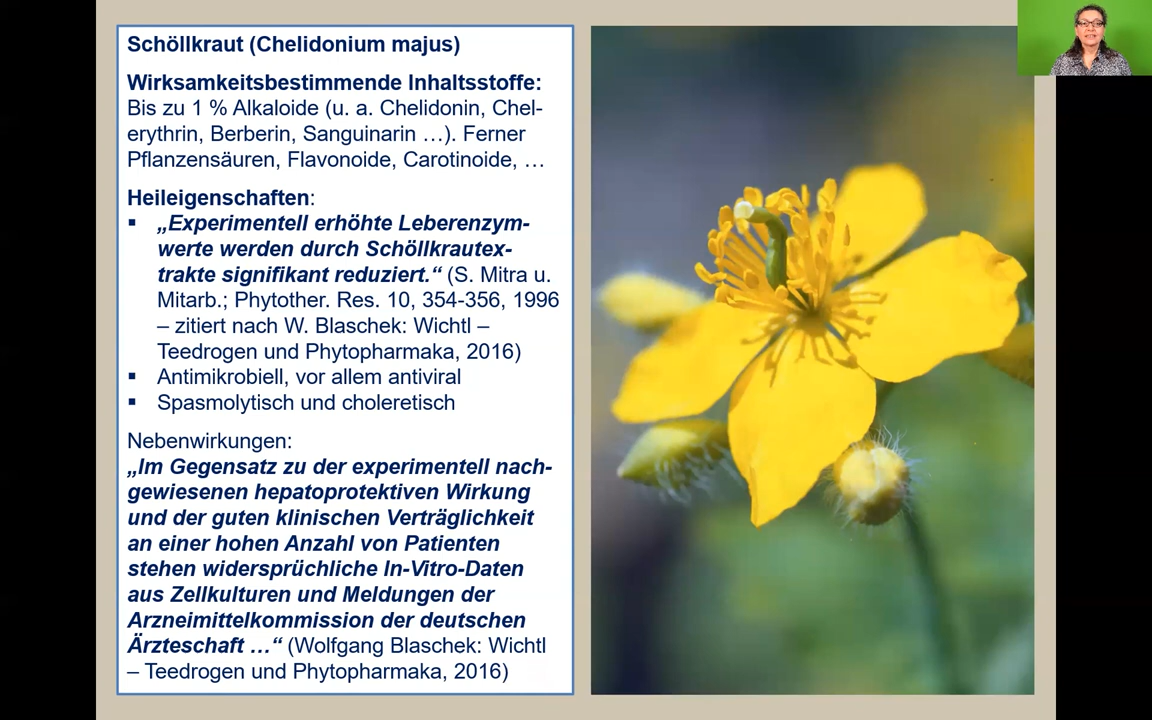 Schöllkraut (Chelidonium majus)
Wirksamkeitsbestimmende Inhaltsstoffe:
Bis zu 1 % Alkaloide (u. a. Chelidonin, Chel-
erythrin, Berberin, Sanguinarin …). Ferner
Pflanzensäuren, Flavonoide, Carotinoide, …
Heileigenschaften:
▪ „Experimentell erhöhte Leberenzym-
werte werden durch Schöllkrautex-
trakte signifikant reduziert.“ (S. Mitra u.
Mitarb.; Phytother. Res. 10, 354-356, 1996
– zitiert nach W. Blaschek: Wichtl –
Teedrogen und Phytopharmaka, 2016)
▪ Antimikrobiell, vor allem antiviral
▪ Spasmolytisch und choleretisch
Nebenwirkungen:
„Im Gegensatz zu der experimentell nach-
gewiesenen hepatoprotektiven Wirkung
und der guten klinischen Verträglichkeit
an einer hohen Anzahl von Patienten
stehen widersprüchliche In-Vitro-Daten
aus Zellkulturen und Meldungen der
Arzneimittelkommission der deutschen
Ärzteschaft …“ (Wolfgang Blaschek: Wichtl
– Teedrogen und Phytopharmaka, 2016)